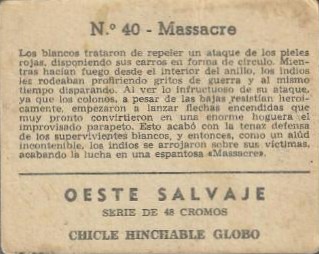 N.º 40 - Massacre
Los blancos trataron de repeler un ataque de los pieles
rojas, disponiendo sus carros en forma de círculo. Mien-
tras hacían fuego desde el interior del anillo, los indios
les rodeaban profiriendo gritos de guerra y al mismo
tiempo disparando. Al ver lo infructuoso de su ataque,
ya que los colonos, a pesar de las bajas resistían heroi-
camente, empezaron a lanzar flechas encendidas que
muy pronto convirtieron en una enorme hoguera el
improvisado parapeto. Esto acabó con la tenaz defensa
de los supervivientes blancos, y entonces, como un alúd
incontenible, los indios se arrojaron sobre sus víctimas,
acabando la lucha en una espantosa «Massacre».
OESTE SALVAJE
SERIE DE 48 CROMOS
CHICLE HINCHABLE GLOBO